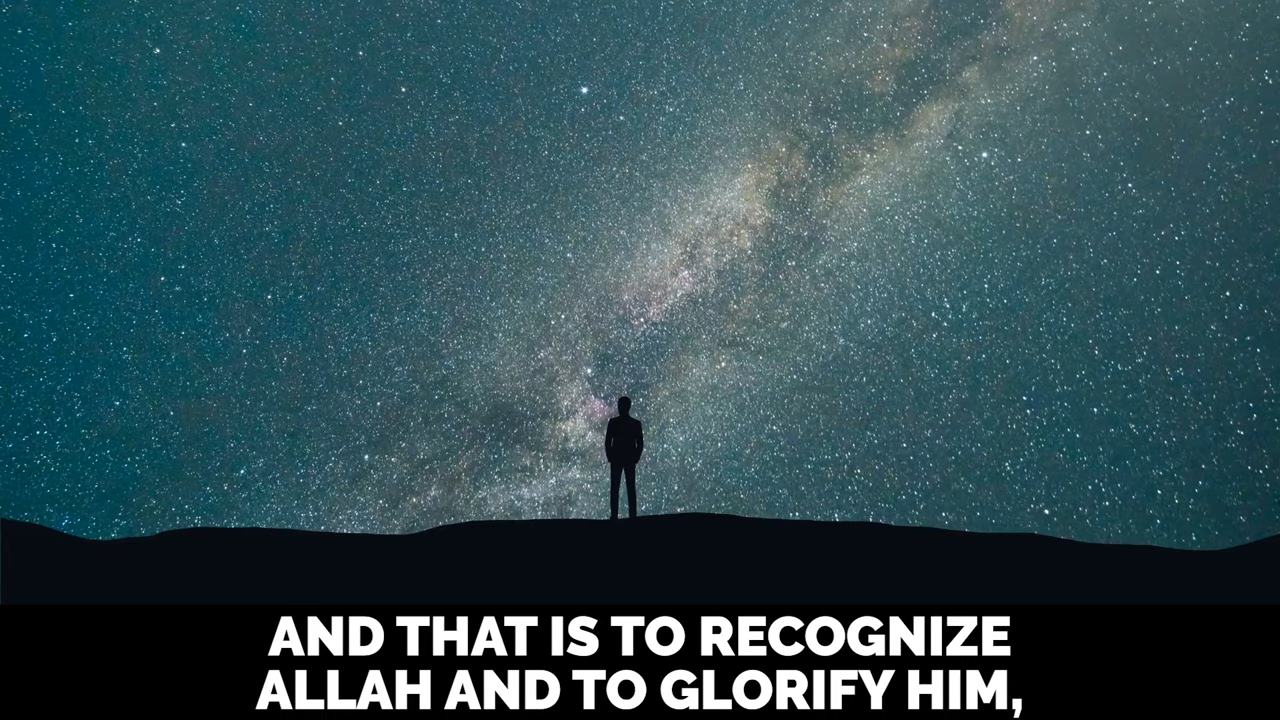 AND THAT IS TO RECOGNIZE
ALLAH AND TO GLORIFY HIM,